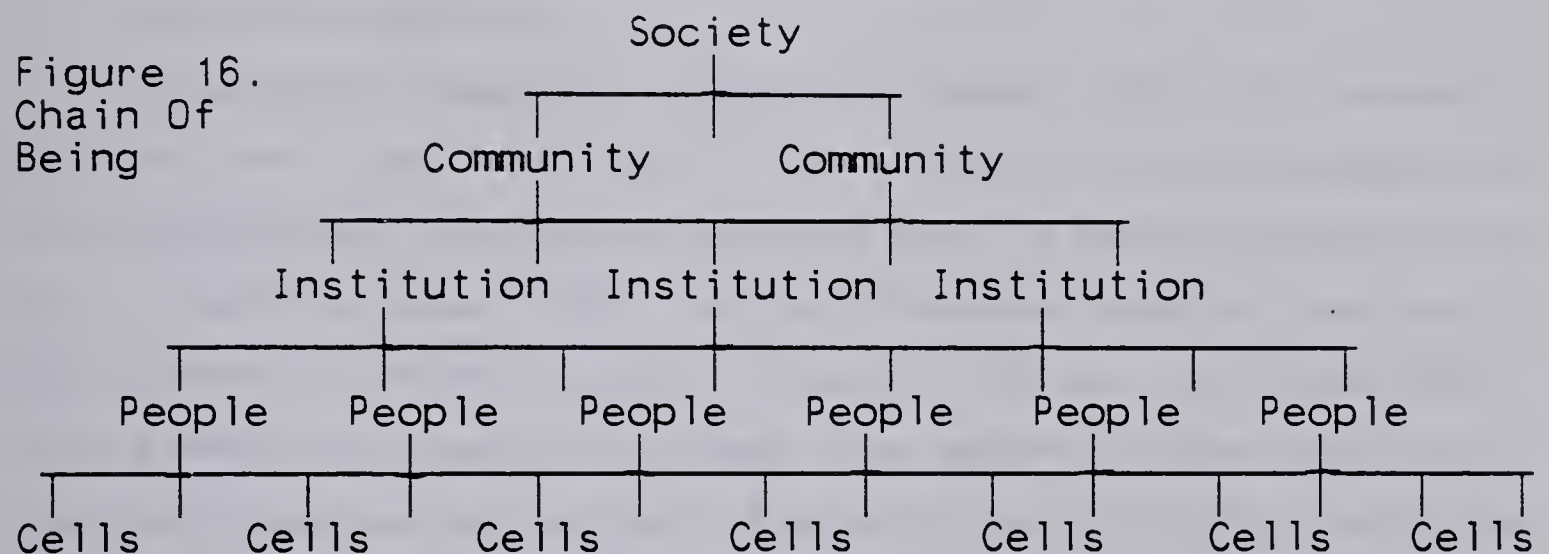 Society
Figure 16.
Chain Of
Being
Community Community
Institution Institution Institution
People People People People People People
Cells Cells Cells Cells Cells Cells Cells